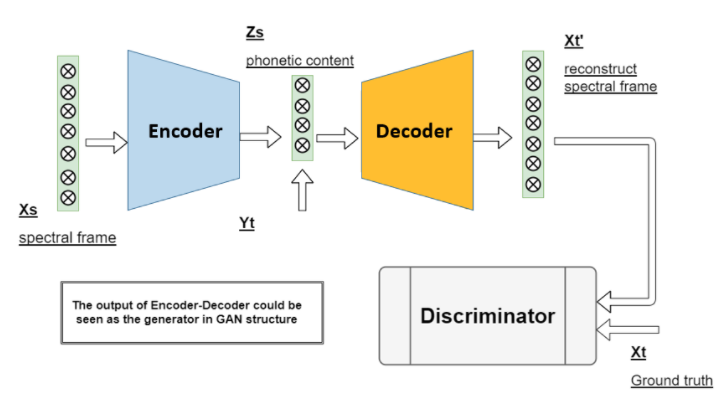 Zs
phonetic content
Xt'
reconstruct
spectral frame
Encoder
Decoder
Xs
spectral frame
Yt
The output of Encoder-Decoder could be
seen as the generator in GAN structure
Discriminator
Xt
Ground truth